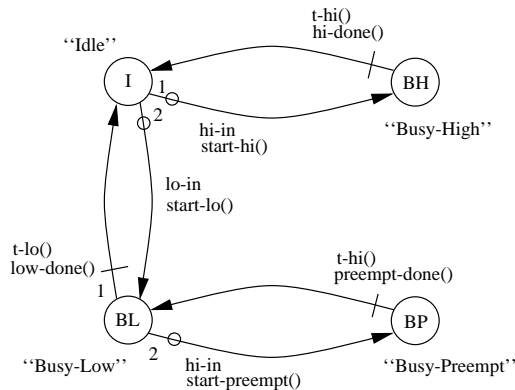 t-hi()
hi-done()
‘‘Idle’’
I
1
2
BH
hi-in
start-hi()
‘‘Busy-High’’
lo-in
start-lo()
t-lo()
low-done()
1
t-hi()
preempt-done()
BL
2
BP
‘‘Busy-Low’’
hi-in
start-preempt()
‘‘Busy-Preempt’’